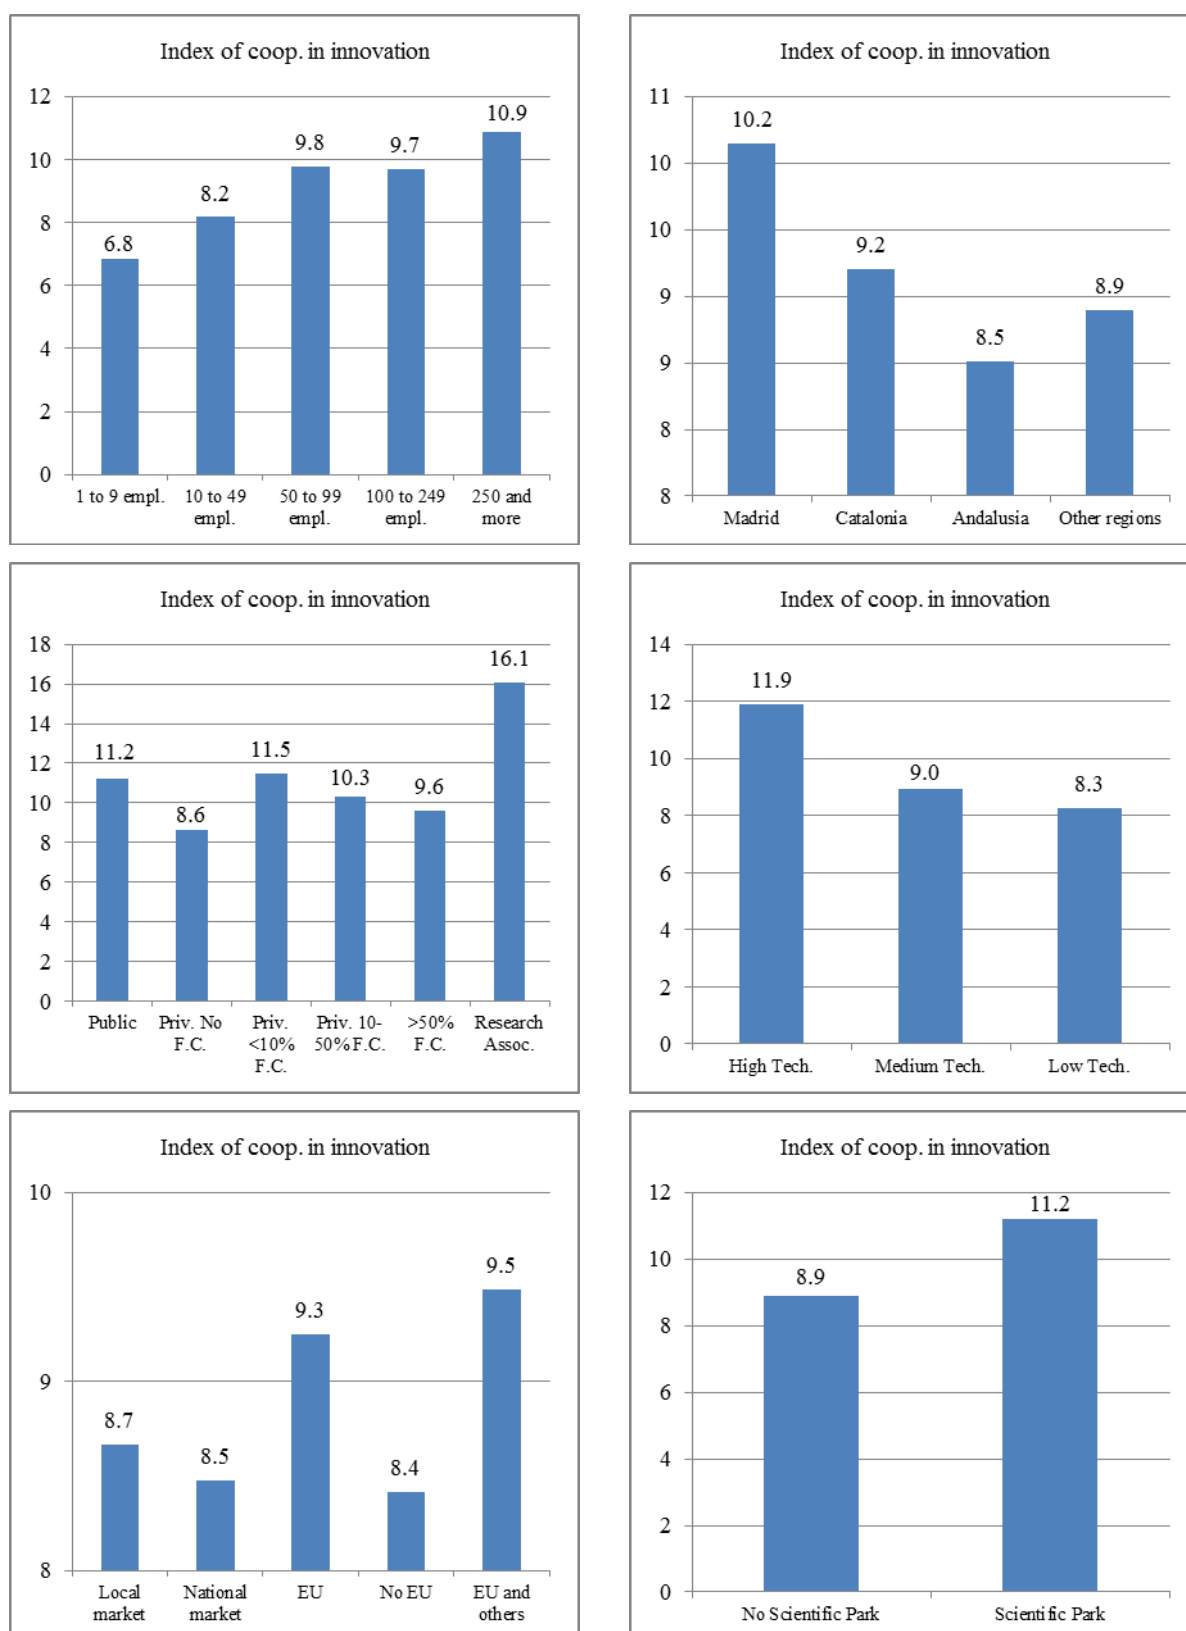 Index of coop. in innovation
12
10
8
6
4
2
0
6.8
8.2
9.8
9.7
10.9
1 to 9 empl.
10 to 49
empl.
50 to 99
empl.
100 to 249
empl.
250 and
more
Index of coop. in innovation
11
10
10
9
9
8
8
10.2
9.2
8.5
8.9
Madrid
Catalonia
Andalusia
Other regions
Index of coop. in innovation
18
16
14
12
10
8
6
4
2
0
11.2
8.6
11.5
10.3
9.6
16.1
Public
Priv. No
F.C.
Priv.
<10%
F.C.
Priv. 10-
50% F.C.
>50%
F.C.
Research
Assoc.
Index of coop. in innovation
14
12
10
8
6
4
2
0
11.9
9.0
8.3
High Tech.
Medium Tech.
Low Tech.
Index of coop. in innovation
10
9
8
8.7
8.5
9.3
8.4
9.5
Local
market
National
market
EU
No EU
EU and
others
Index of coop. in innovation
12
10
8
6
4
2
0
8.9
11.2
No Scientific Park
Scientific Park